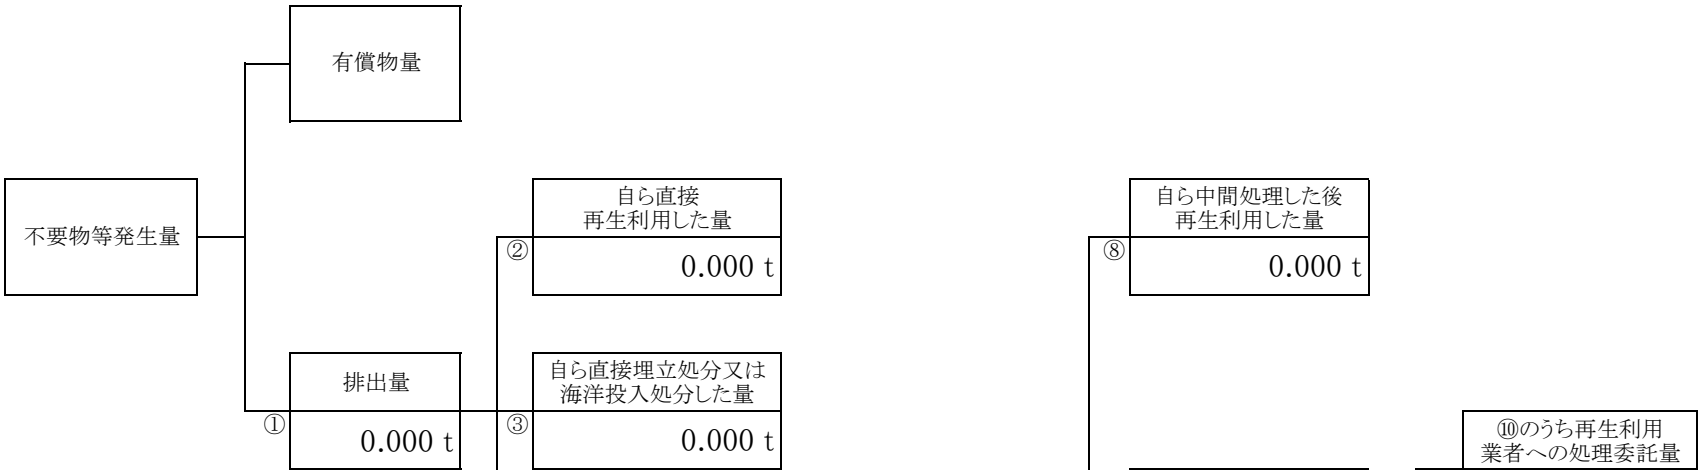 有償物量
不要物等発生量
自ら直接
再生利用した量
②
0.000 t
自ら中間処理した後
再生利用した量
⑧
0.000 t
排出量
①
0.000 t
自ら直接埋立処分又は
海洋投入処分した量
③
0.000 t
⑩のうち再生利用
業者への処理委託量